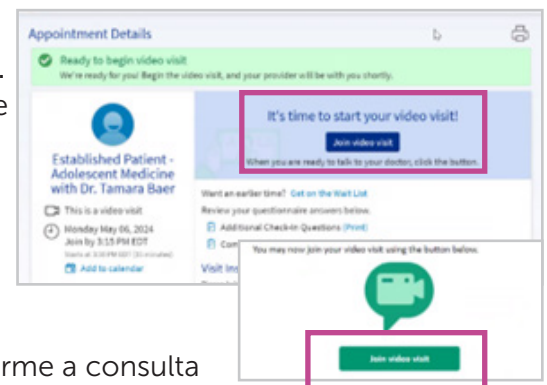 Appointment Details
Ready to begin video visit
We're ready for you! Begin the video visit, and your provider will be with you shortly.
It's time to start your video visit!
Join video visit
When you are ready to talk to your doctor, click the button.
Established Patient -
Adolescent Medicine
with Dr. Tamara Baer
This is a video visit
Monday May 06, 2024
Join by 3:15 PM EDT
Add to calendar
Want an earlier time? Get on the Wait List
Review your questionnaire answers below.
Additional Check-In Questions (Print)
You may now join your video visit using the button below.
Join video visit
rme a consulta